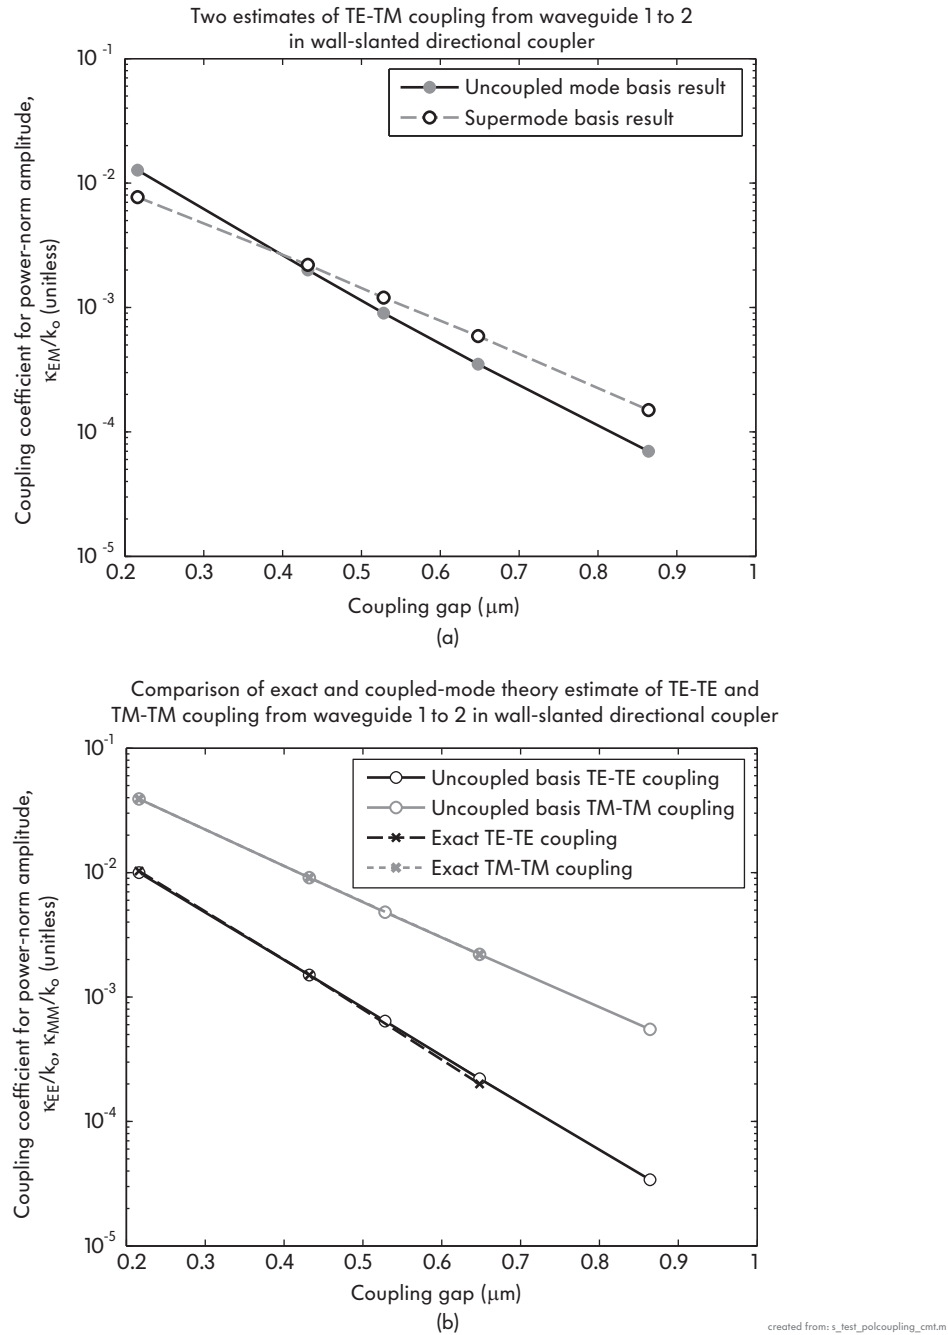 Two estimates of TE-TM coupling from waveguide 1 to 2
in wall-slanted directional coupler
Coupling coefficient for power-norm amplitude,
κEM/ko (unitless)
10-1
10-2
10-3
10-4
10-5
Uncoupled mode basis result
Supermode basis result
0.2 0.3 0.4 0.5 0.6 0.7 0.8 0.9 1
Coupling gap (μm)
(a)
Comparison of exact and coupled-mode theory estimate of TE-TE and
TM-TM coupling from waveguide 1 to 2 in wall-slanted directional coupler
Coupling coefficient for power-norm amplitude,
κEE/ko, κMM/ko (unitless)
10-1
10-2
10-3
10-4
10-5
Uncoupled basis TE-TE coupling
Uncoupled basis TM-TM coupling
Exact TE-TE coupling
Exact TM-TM coupling
0.2 0.3 0.4 0.5 0.6 0.7 0.8 0.9 1
Coupling gap (μm)
(b)
created from: s_test_polcoupling_cmt.m